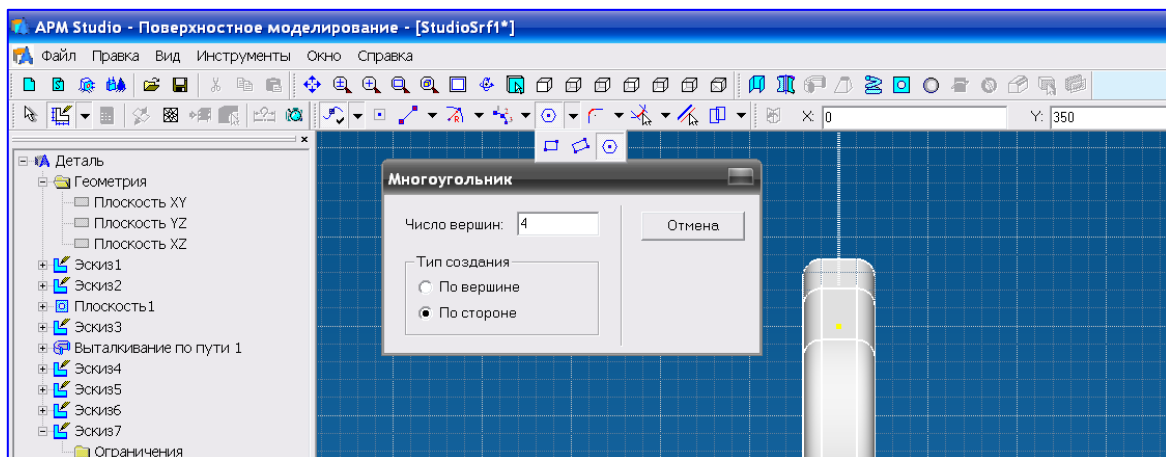 APM Studio - Поверхностное моделирование - [StudioSrf1*]
Файл Правка Вид Инструменты Окно Справка
X: 0 Y: 350
Деталь
Геометрия
Плоскость XY
Плоскость YZ
Плоскость XZ
Эскиз1
Эскиз2
Плоскость1
Эскиз3
Выталкивание по пути 1
Эскиз4
Эскиз5
Эскиз6
Эскиз7
Ограничения
Многоугольник
Число вершин: 4
Отмена
Тип создания
По вершине
По стороне